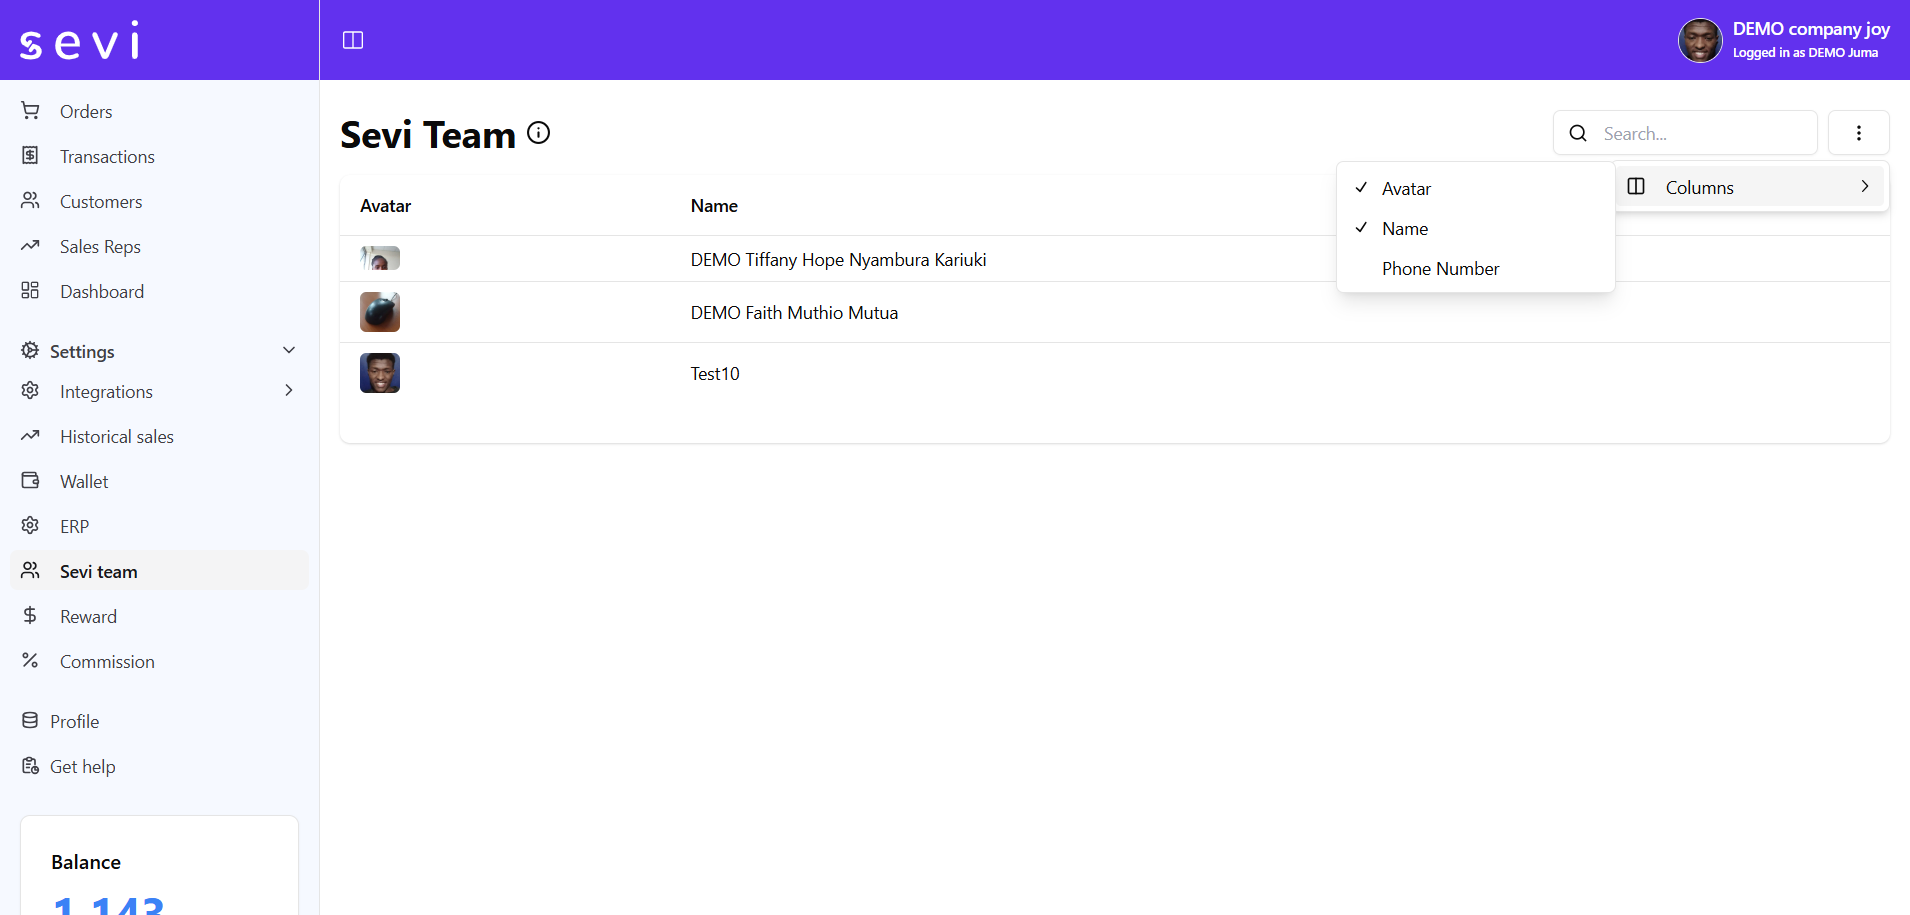 sevi
DEMO company joy
Logged in as DEMO Juma
Orders
Transactions
Customers
Sales Reps
Dashboard
Settings
Integrations
Historical sales
Wallet
ERP
Sevi team
Reward
Commission
Profile
Get help
Balance
1,143
Sevi Team
Search...
Columns
Avatar
Name
Phone Number
Avatar Name
DEMO Tiffany Hope Nyambura Kariuki
DEMO Faith Muthio Mutua
Test10